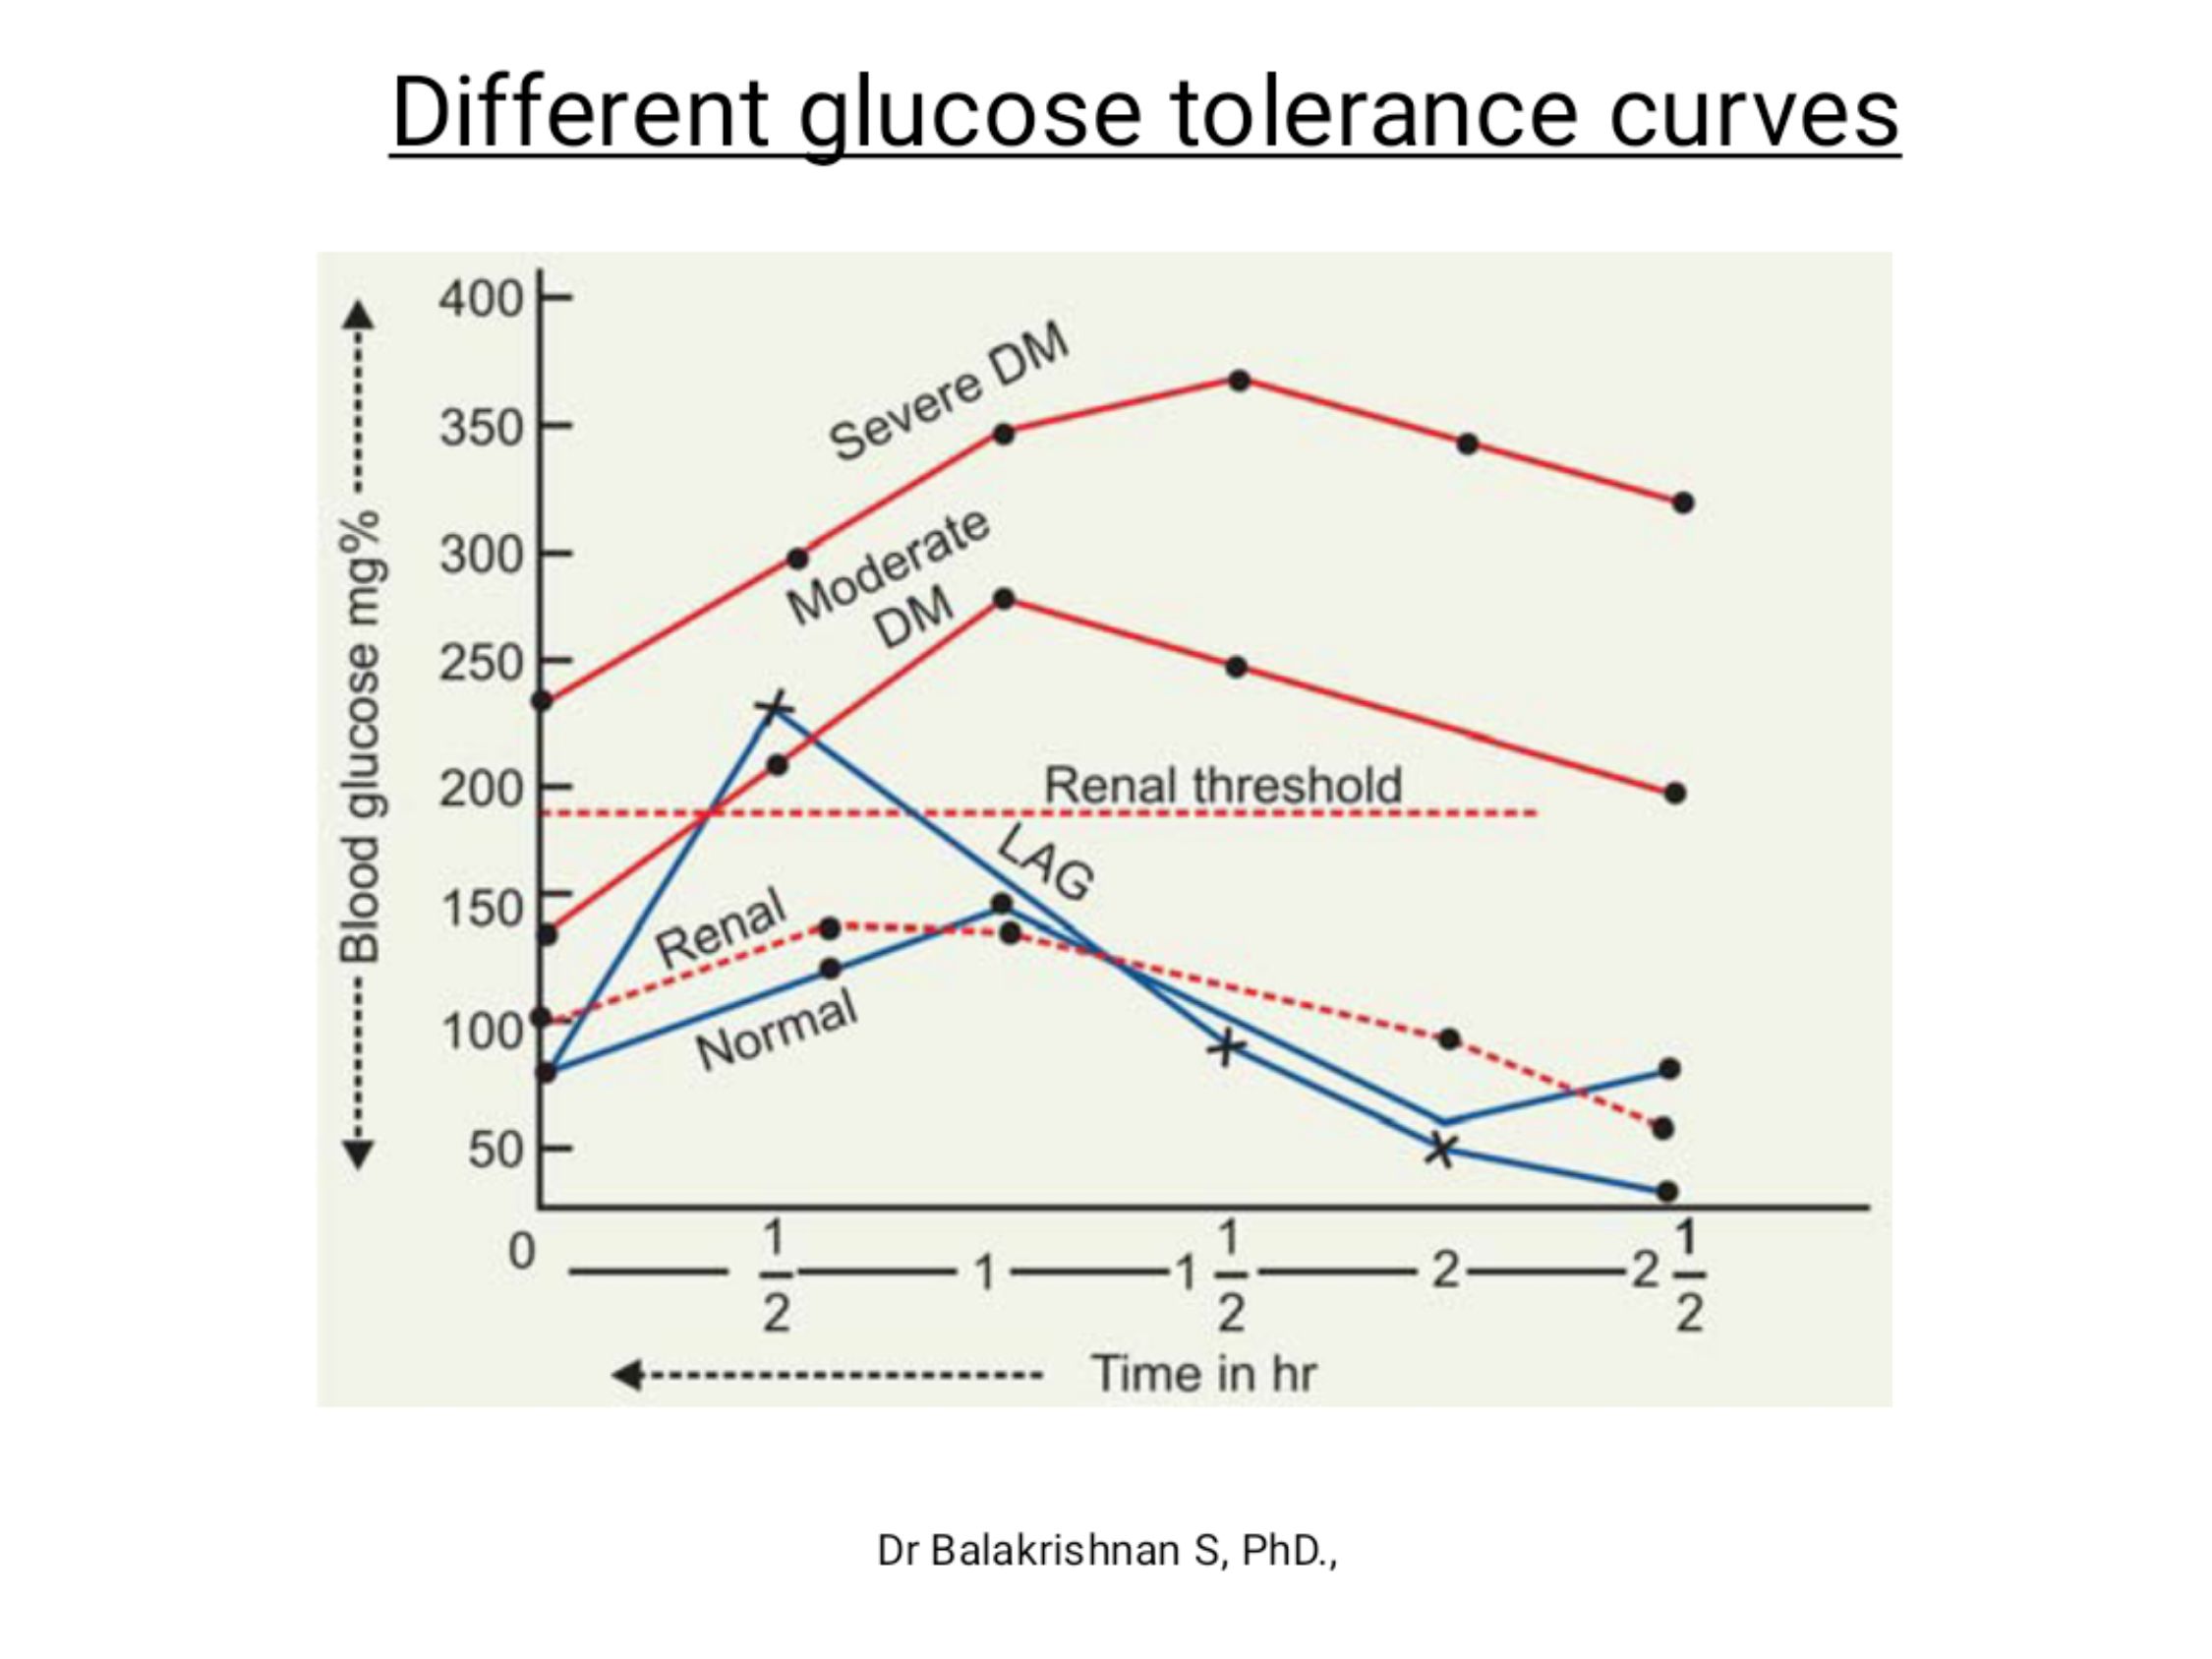 Different glucose tolerance curves
Blood glucose mg%
400
350
300
250
200
150
100
50
Severe DM
Moderate
DM
Renal threshold
LAG
Renal
Normal
0 1/2 1 1 1/2 2 2 1/2
Time in hr
Dr Balakrishnan S, PhD.,